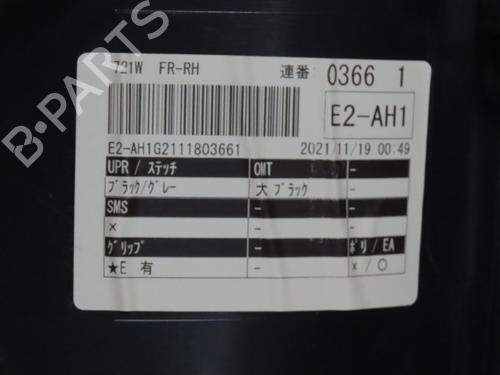 721W FR-RH 連番 0366 1
E2-AH1
E2-AH1G2111803661 2021/11/19 00:49
UPR / ステッチ OMT -
ブラック/グレー 大 ブラック -
SMS - -
× - -
グリップ - ポリ / EA
★E 有 - × / ○
B-PARTS